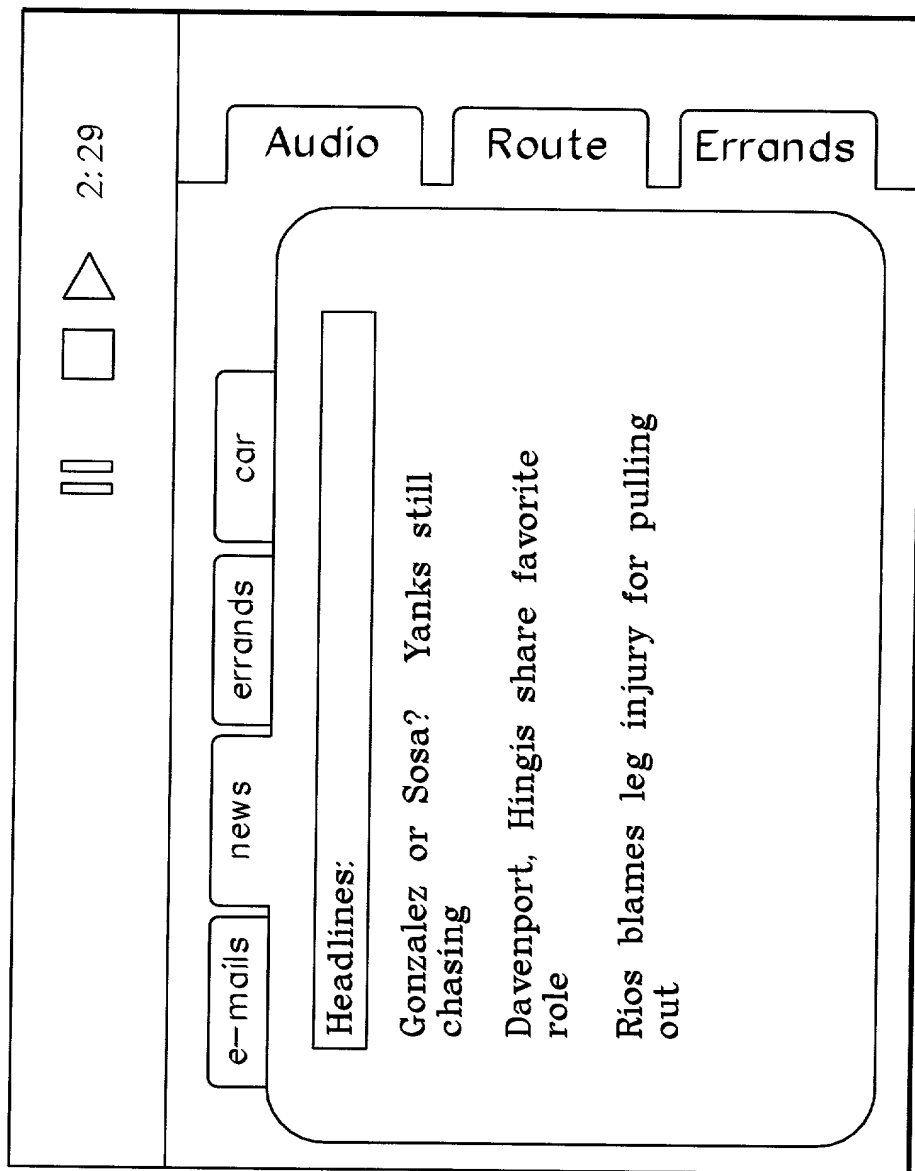 2:29
Audio
Route
Errands
e-mails
news
errands
car
Headlines:
Gonzalez or Sosa? Yanks still
chasing
Davenport, Hingis share favorite
role
Rios blames leg injury for pulling
out